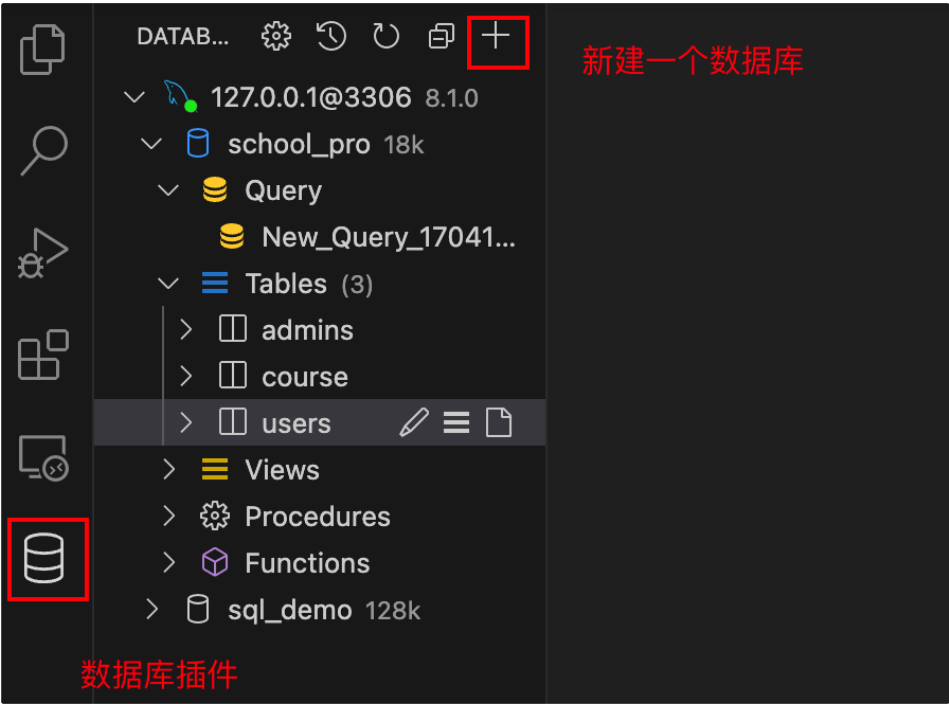 DATAB...
新建一个数据库
127.0.0.1@3306 8.1.0
school_pro 18k
Query
New_Query_17041...
Tables (3)
admins
course
users
Views
Procedures
Functions
sql_demo 128k
数据库插件